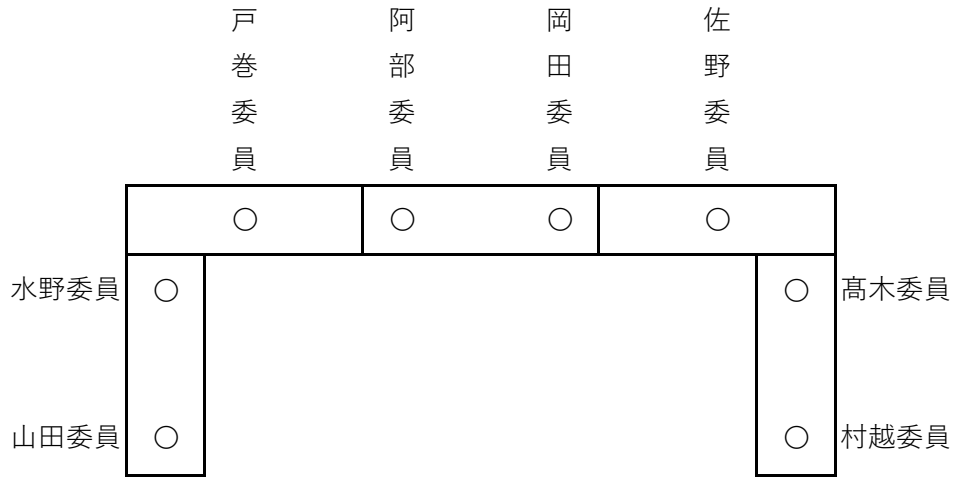 戸巻委員
阿部委員
岡田委員
佐野委員
○ ○ ○ ○
水野委員 ○ ○ 髙木委員
山田委員 ○ ○ 村越委員